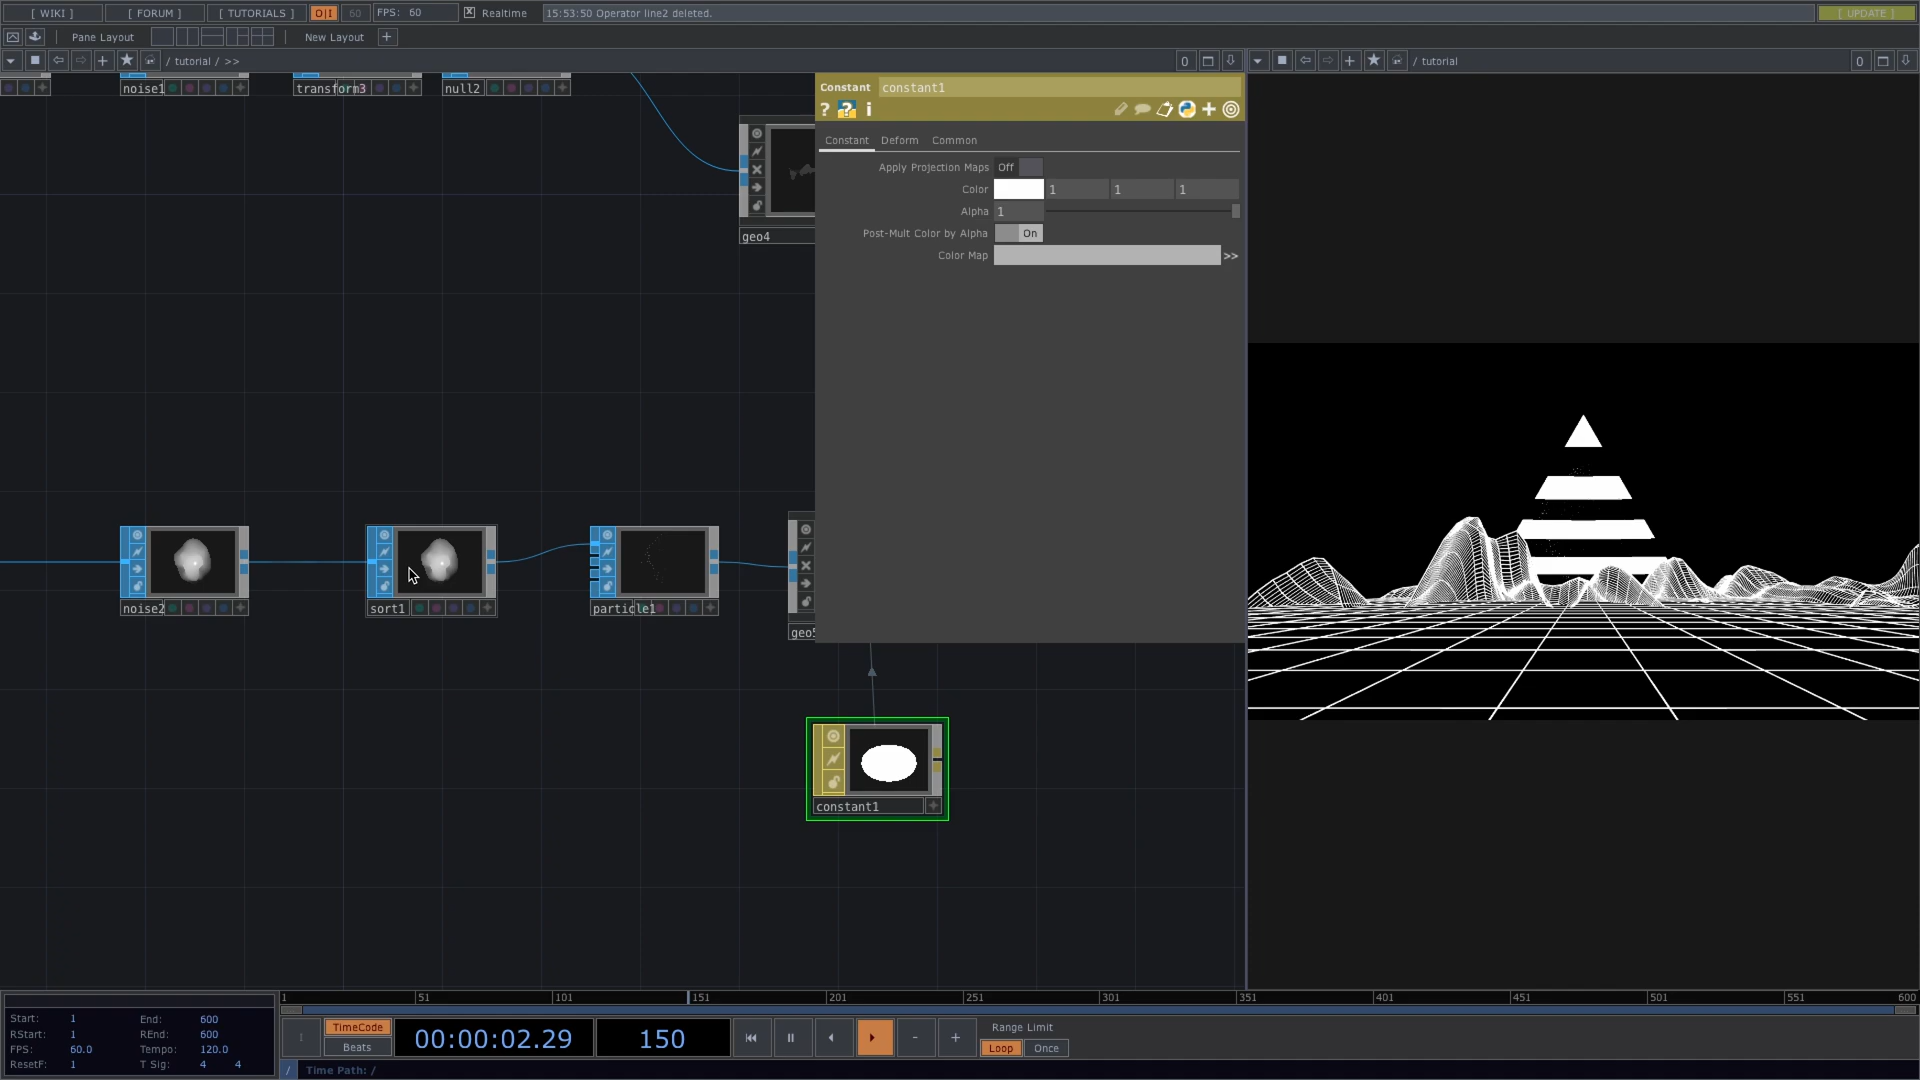 [ WIKI ] [ FORUM ] [ TUTORIALS ] O|I 60 FPS: 60 Realtime 15:53:50 Operator line2 deleted. [ UPDATE ]
Pane Layout New Layout +
/ tutorial / >> 0 / tutorial 0
noise1 transform3 null2
Constant constant1
? ? i
Constant Deform Common
Apply Projection Maps Off
Color 1 1 1
Alpha 1
Post-Mult Color by Alpha On
Color Map >>
geo4
noise2 sort1 particle1 geo5
constant1
1 51 101 151 201 251 301 351 401 451 501 551 600
Start: 1 End: 600
RStart: 1 REnd: 600
FPS: 60.0 Tempo: 120.0
ResetF: 1 T Sig: 4 4
1 TimeCode 00:00:02.29 150 - + Range Limit
Beats Loop Once
/ Time Path: /